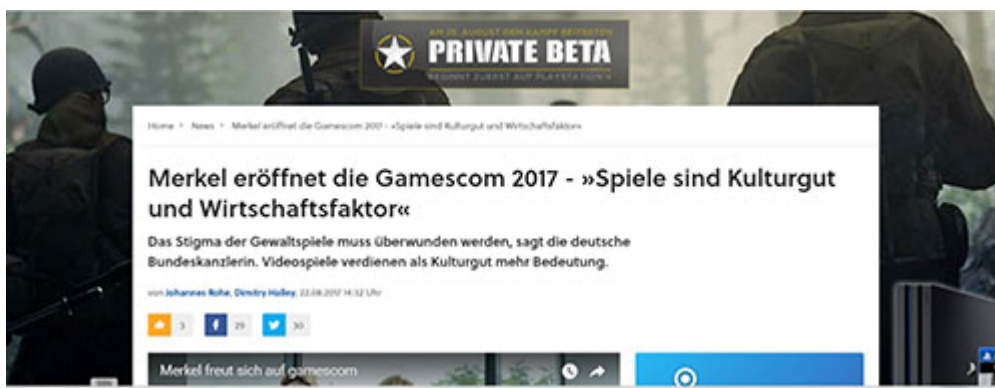 AM 25. AUGUST DEM KAMPF BEITRETEN
PRIVATE BETA
BEGINNT ZUERST AUF PLAYSTATION 4
Home
News
Merkel eröffnet die Gamescom 2017 - »Spiele sind Kulturgut und Wirtschaftsfaktor«
Merkel eröffnet die Gamescom 2017 - »Spiele sind Kulturgut
und Wirtschaftsfaktor«
Das Stigma der Gewaltspiele muss überwunden werden, sagt die deutsche
Bundeskanzlerin. Videospiele verdienen als Kulturgut mehr Bedeutung.
von Johannes Rohe, Dimitry Halley, 22.08.2017 14:32 Uhr
3 29 30
Merkel freut sich auf gamescom